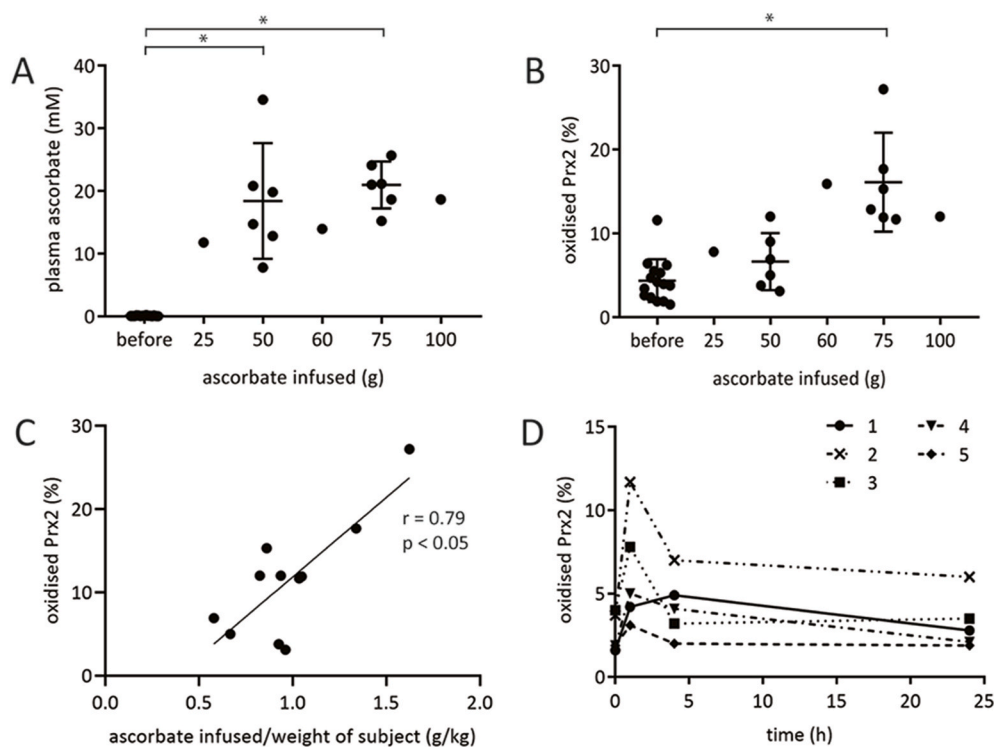 A
*
*
plasma ascorbate (mM)
40
30
20
10
0
before 25 50 60 75 100
ascorbate infused (g)
B
*
oxidised Prx2 (%)
30
20
10
0
before 25 50 60 75 100
ascorbate infused (g)
C
oxidised Prx2 (%)
30
20
10
0
r = 0.79
p < 0.05
0.0 0.5 1.0 1.5 2.0
ascorbate infused/weight of subject (g/kg)
D
oxidised Prx2 (%)
15
10
5
0
1 4
2 5
3
0 5 10 15 20 25
time (h)